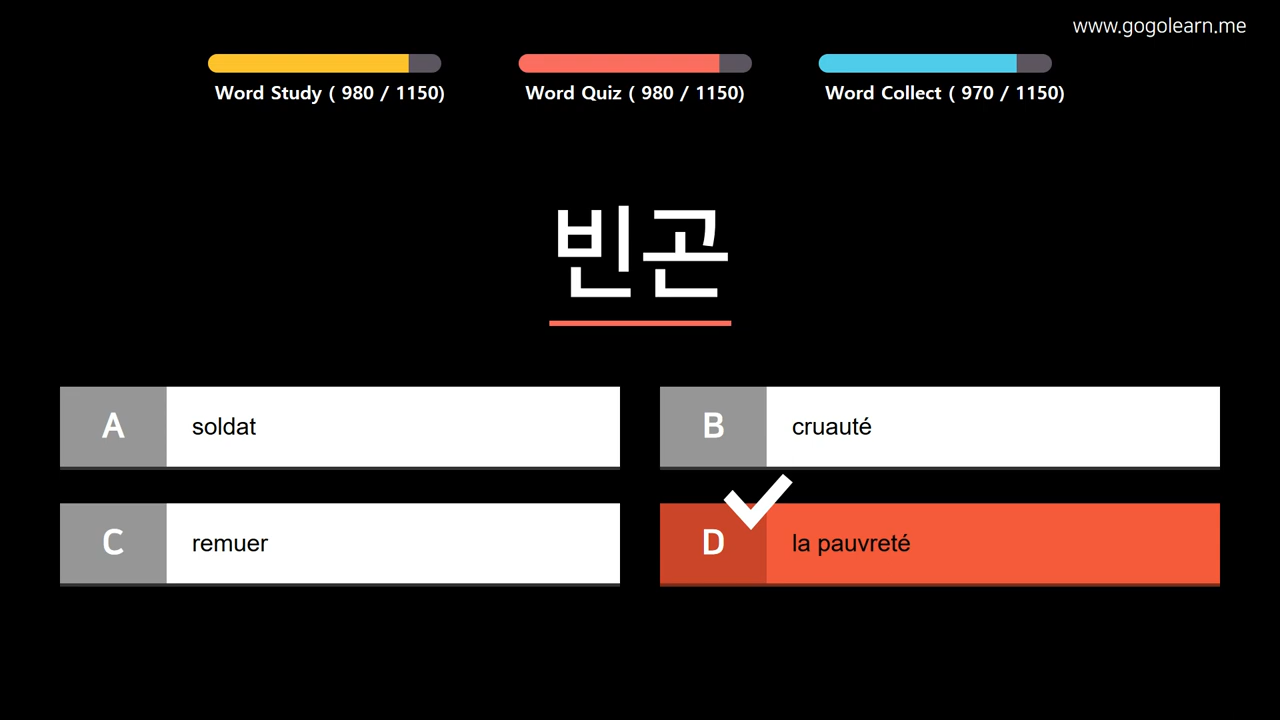 www.gogolearn.me
Word Study ( 980 / 1150)
Word Quiz ( 980 / 1150)
Word Collect ( 970 / 1150)
빈곤
A soldat
B cruauté
C remuer
D la pauvreté